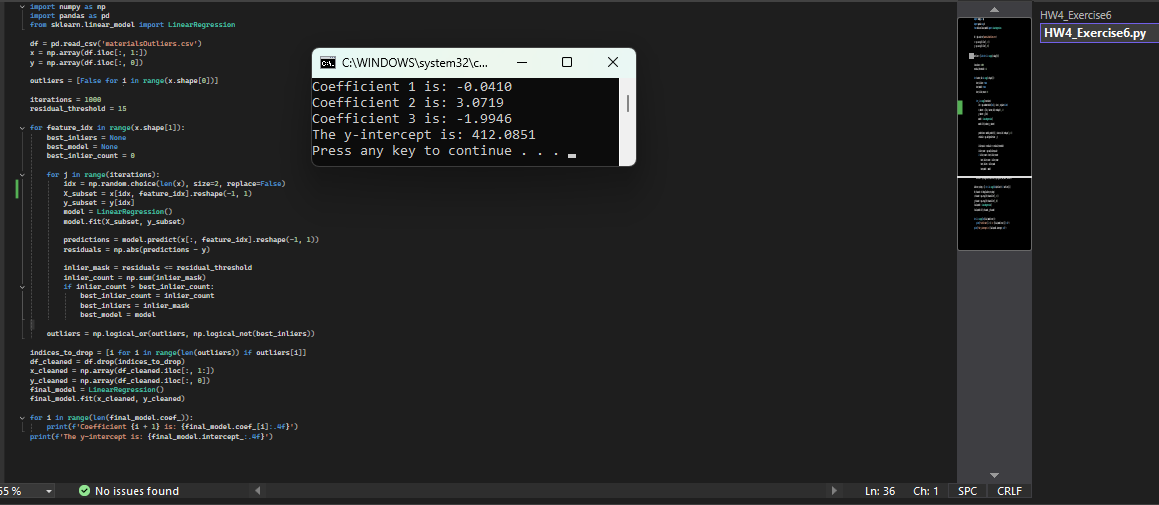 import numpy as np
import pandas as pd
from sklearn.linear_model import LinearRegression
df = pd.read_csv('materialsOutliers.csv')
x = np.array(df.iloc[:, 1:])
y = np.array(df.iloc[:, 0])
outliers = [False for i in range(x.shape[0])]
iterations = 1000
residual_threshold = 15
for feature_idx in range(x.shape[1]):
best_inliers = None
best_model = None
best_inlier_count = 0
for j in range(iterations):
idx = np.random.choice(len(x), size=2, replace=False)
X_subset = x[idx, feature_idx].reshape(-1, 1)
y_subset = y[idx]
model = LinearRegression()
model.fit(X_subset, y_subset)
predictions = model.predict(x[:, feature_idx].reshape(-1, 1))
residuals = np.abs(predictions - y)
inlier_mask = residuals <= residual_threshold
inlier_count = np.sum(inlier_mask)
if inlier_count > best_inlier_count:
best_inlier_count = inlier_count
best_inliers = inlier_mask
best_model = model
outliers = np.logical_or(outliers, np.logical_not(best_inliers))
indices_to_drop = [i for i in range(len(outliers)) if outliers[i]]
df_cleaned = df.drop(indices_to_drop)
x_cleaned = np.array(df_cleaned.iloc[:, 1:])
y_cleaned = np.array(df_cleaned.iloc[:, 0])
final_model = LinearRegression()
final_model.fit(x_cleaned, y_cleaned)
for i in range(len(final_model.coef_)):
print(f'Coefficient {i + 1} is: {final_model.coef_[i]:.4f}')
print(f'The y-intercept is: {final_model.intercept_:.4f}')
C:\WINDOWS\system32\c...
Coefficient 1 is: -0.0410
Coefficient 2 is: 3.0719
Coefficient 3 is: -1.9946
The y-intercept is: 412.0851
Press any key to continue . . .
HW4_Exercise6
HW4_Exercise6.py
55 %
No issues found
Ln: 36
Ch: 1
SPC
CRLF